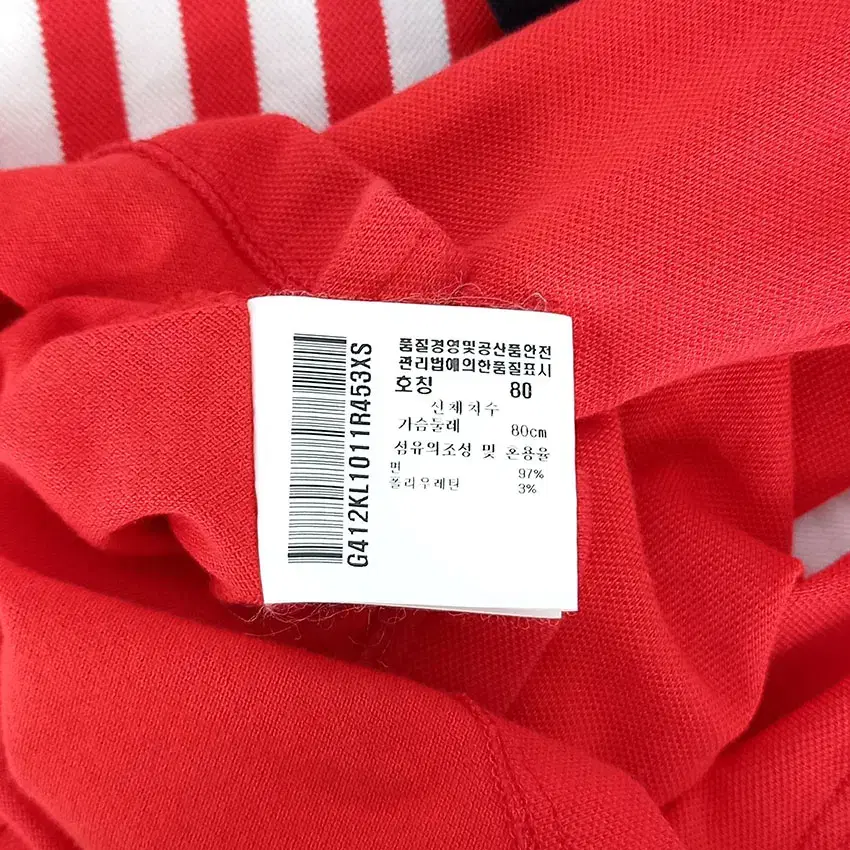 G412KL1011R453XS
품질경영및공산품안전
관리법에의한품질표시
호칭 80
신체치수
가슴둘레 80cm
섬유의조성 및 혼용율
면 97%
폴리우레탄 3%